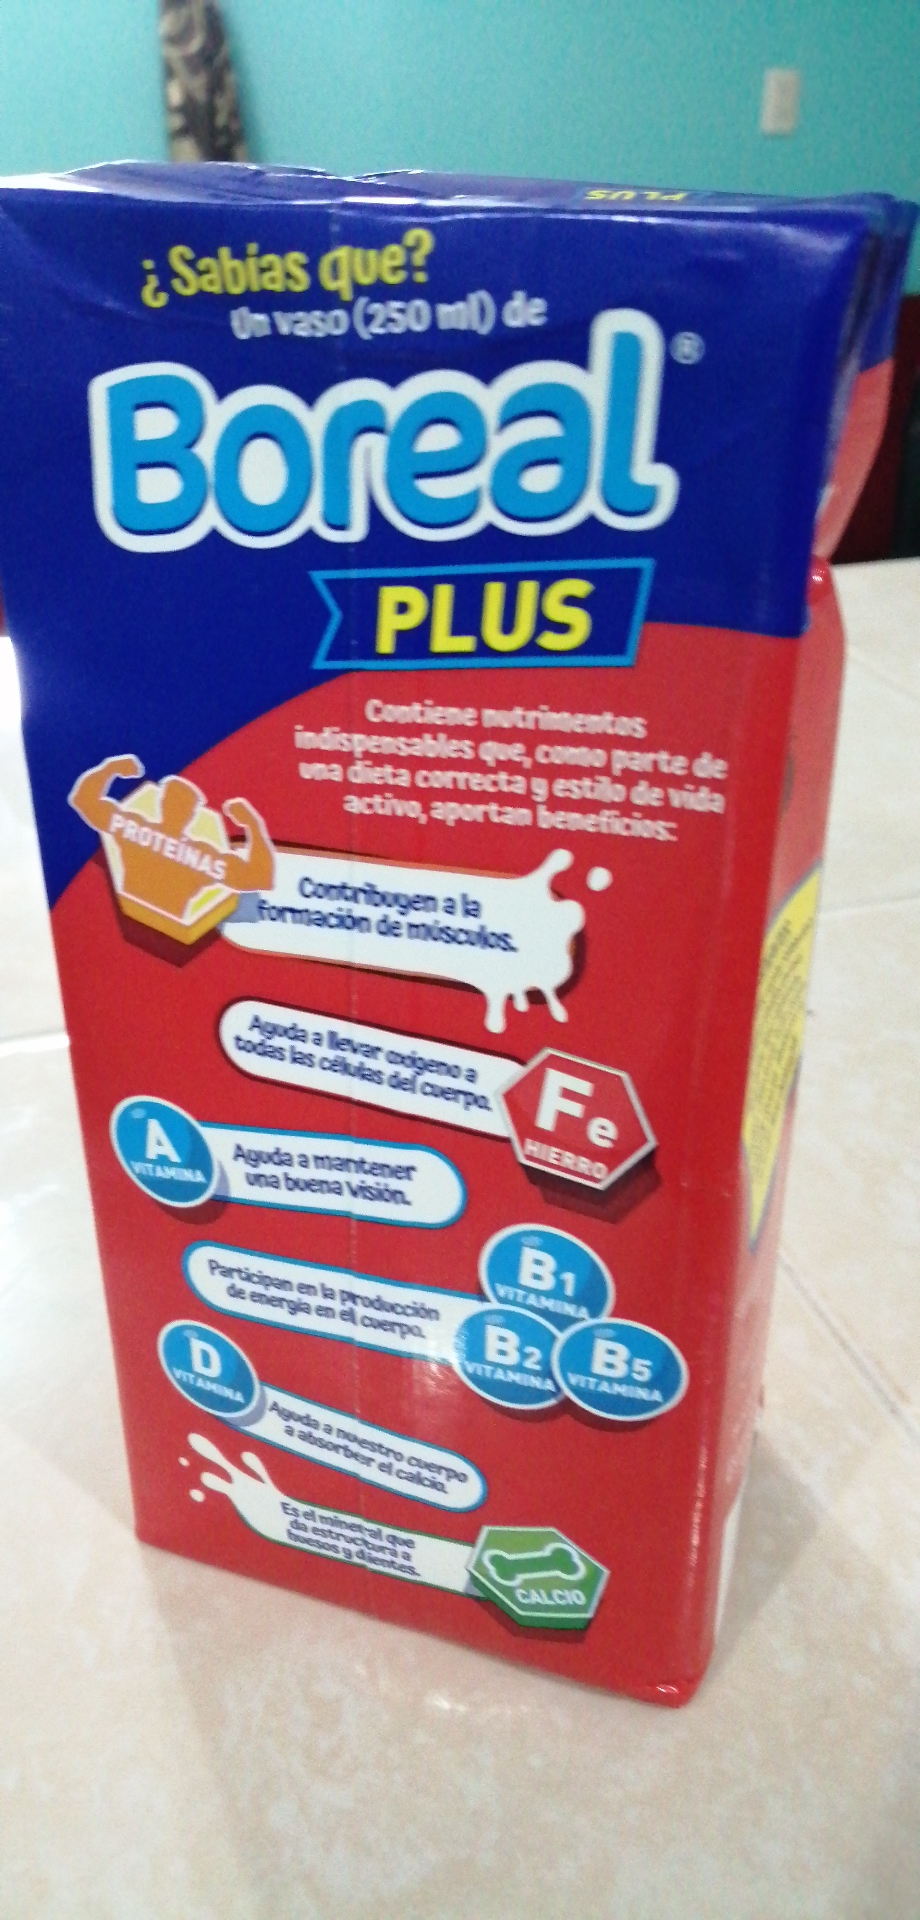 PLUS
¿Sabías que?
Un vaso (250 ml) de
Boreal®
PLUS
Contiene nutrimentos
indispensables que, como parte de
una dieta correcta y estilo de vida
activo, aportan beneficios:
PROTEÍNAS
Contribuyen a la
formación de músculos.
Ayuda a llevar oxígeno a
todas las células del cuerpo.
Fe
HIERRO
A
VITAMINA
Ayuda a mantener
una buena visión.
Participan en la producción
de energía en el cuerpo.
B1
VITAMINA
B2
VITAMINA
B5
VITAMINA
D
VITAMINA
Ayuda a nuestro cuerpo
a absorber el calcio.
Es el mineral que
da estructura a
huesos y dientes.
CALCIO